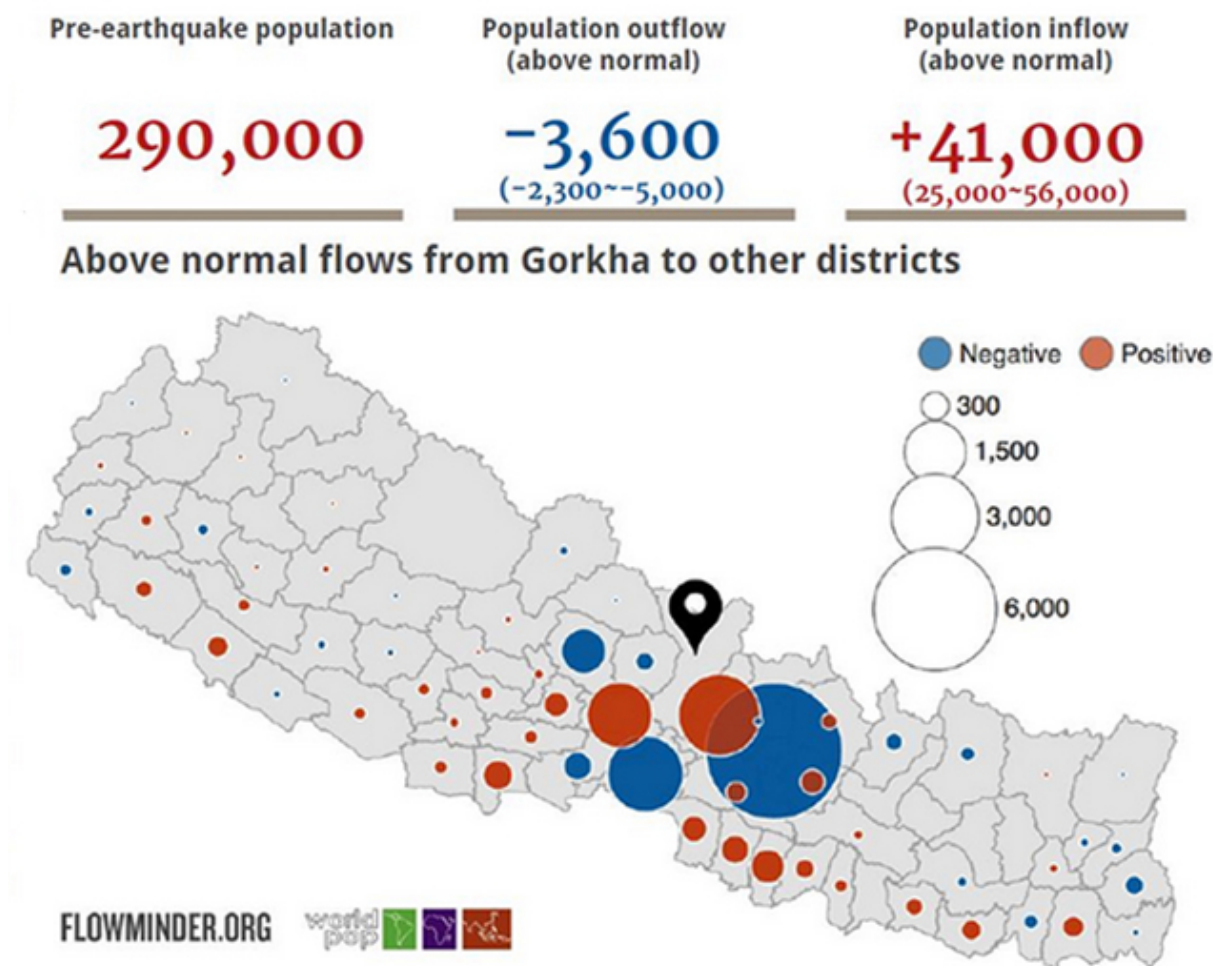 Pre-earthquake population
Population outflow
(above normal)
Population inflow
(above normal)
290,000
-3,600
(-2,300~-5,000)
+41,000
(25,000~56,000)
Above normal flows from Gorkha to other districts
Negative
Positive
300
1,500
3,000
6,000
FLOWMINDER.ORG
world
pop